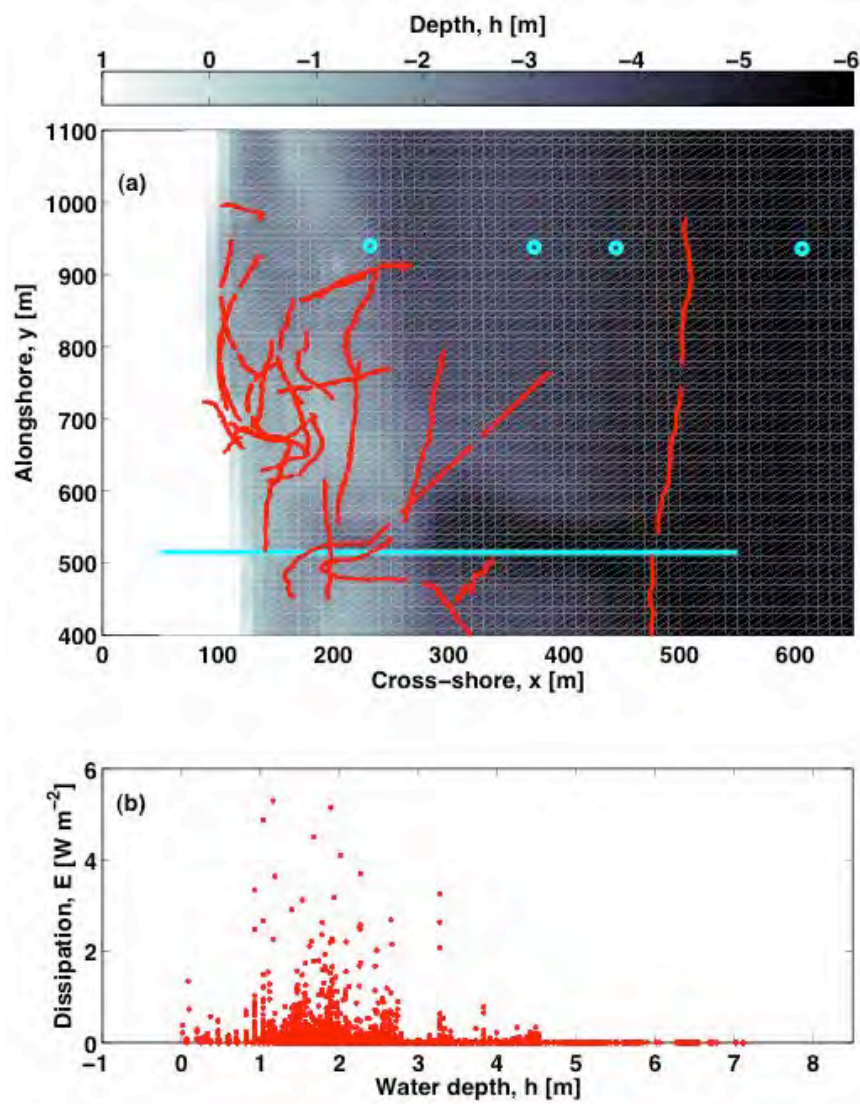 Depth, h [m]
1 0 −1 −2 −3 −4 −5 −6
(a)
1100
1000
900
800
700
600
500
400
Alongshore, y [m]
0 100 200 300 400 500 600
Cross−shore, x [m]
(b)
6
4
2
0
Dissipation, E [W m⁻²]
−1 0 1 2 3 4 5 6 7 8
Water depth, h [m]